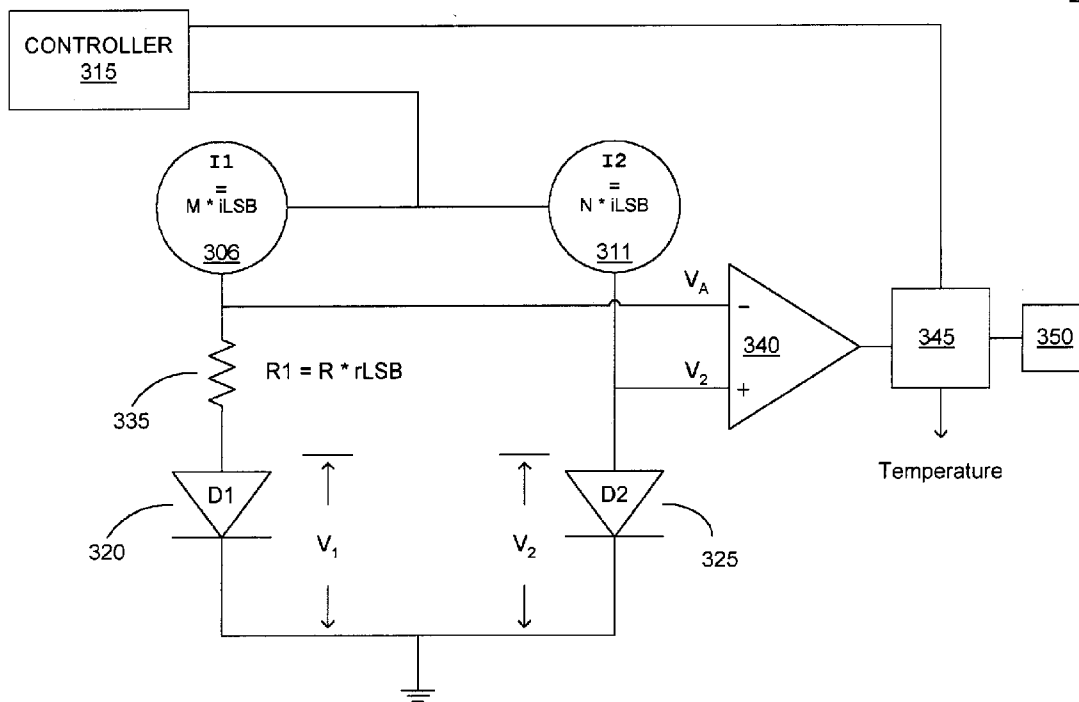 CONTROLLER
315
I1
=
M * iLSB
306
I2
=
N * iLSB
311
VA
−
340
V2
+
345
350
R1 = R * rLSB
335
Temperature
D1
320
V1
V2
D2
325